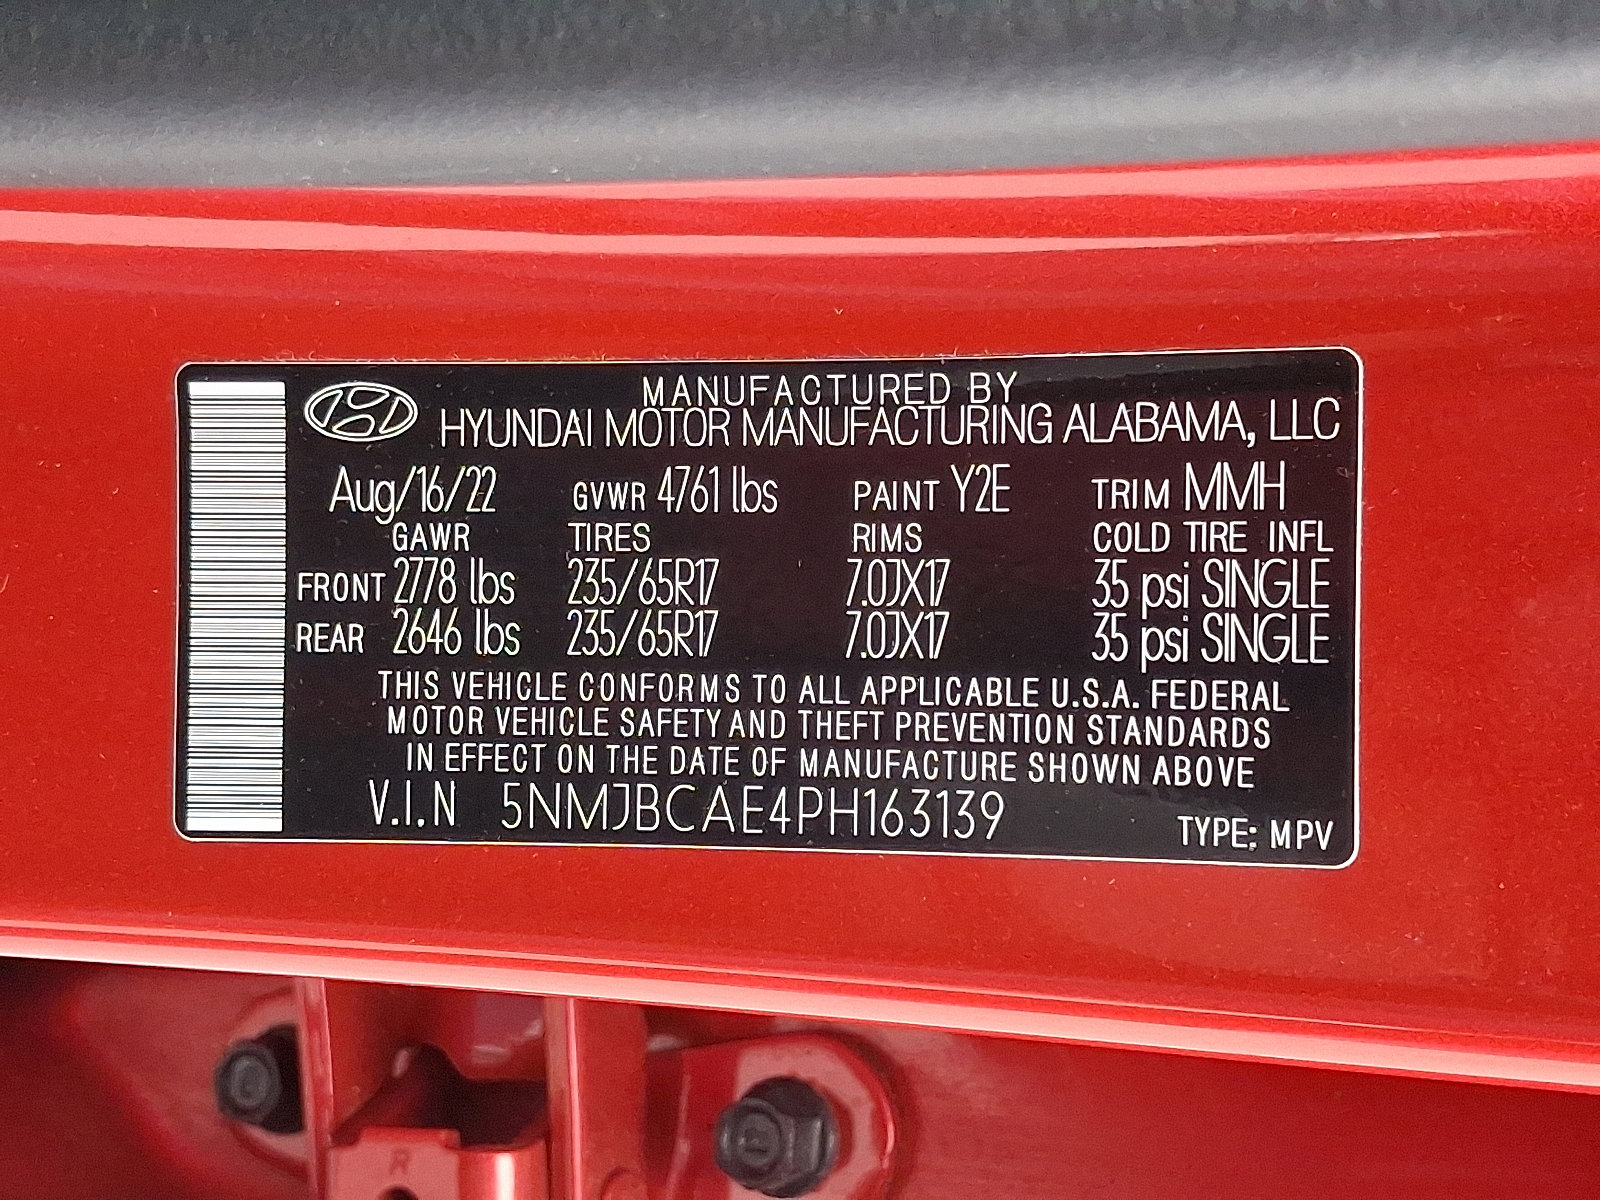 MANUFACTURED BY
HYUNDAI MOTOR MANUFACTURING ALABAMA, LLC
Aug/16/22 GVWR 4761 lbs PAINT Y2E TRIM MMH
GAWR TIRES RIMS COLD TIRE INFL
FRONT 2778 lbs 235/65R17 7.0JX17 35 psi SINGLE
REAR 2646 lbs 235/65R17 7.0JX17 35 psi SINGLE
THIS VEHICLE CONFORMS TO ALL APPLICABLE U.S.A. FEDERAL
MOTOR VEHICLE SAFETY AND THEFT PREVENTION STANDARDS
IN EFFECT ON THE DATE OF MANUFACTURE SHOWN ABOVE
V.I.N 5NMJBCAE4PH163139
TYPE: MPV
R